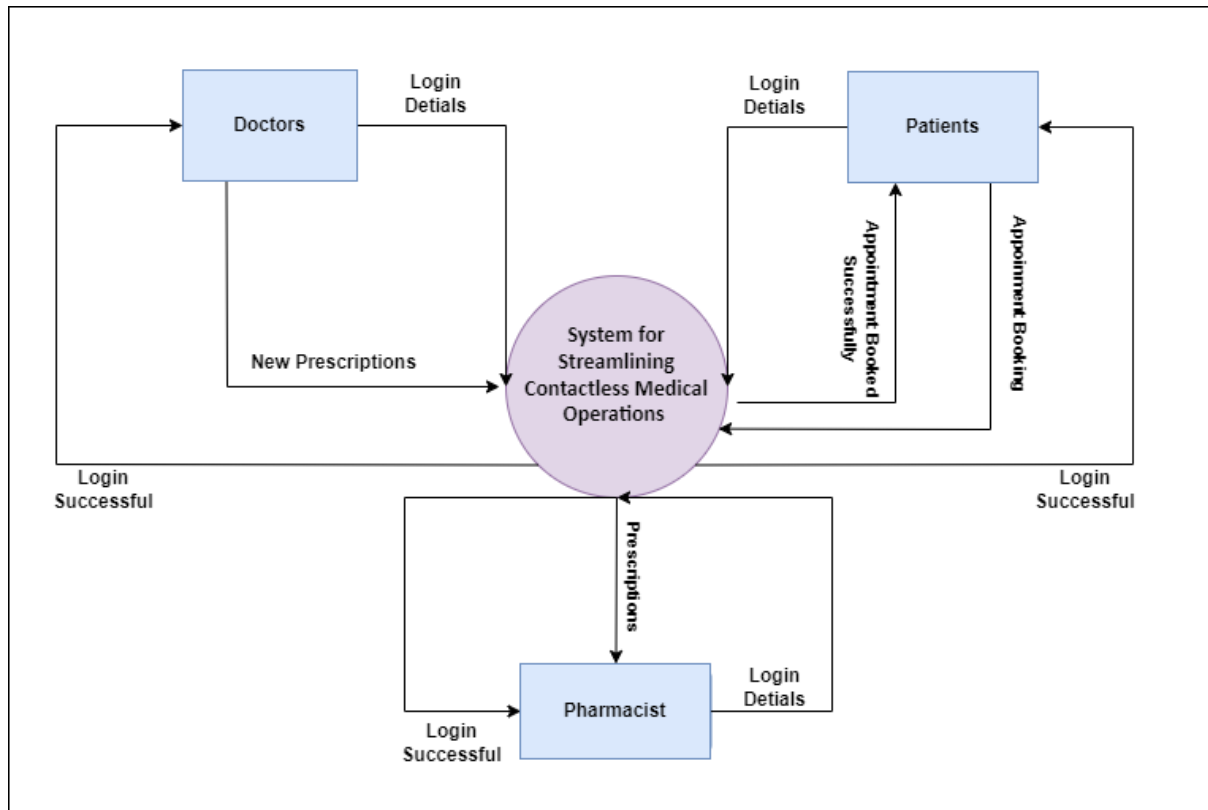 Doctors
Login
Detials
Login
Detials
Patients
Appointment Booked
Successfully
Appoinment Booking
New Prescriptions
System for
Streamlining
Contactless Medical
Operations
Login
Successful
Login
Successful
Prescriptions
Pharmacist
Login
Detials
Login
Successful